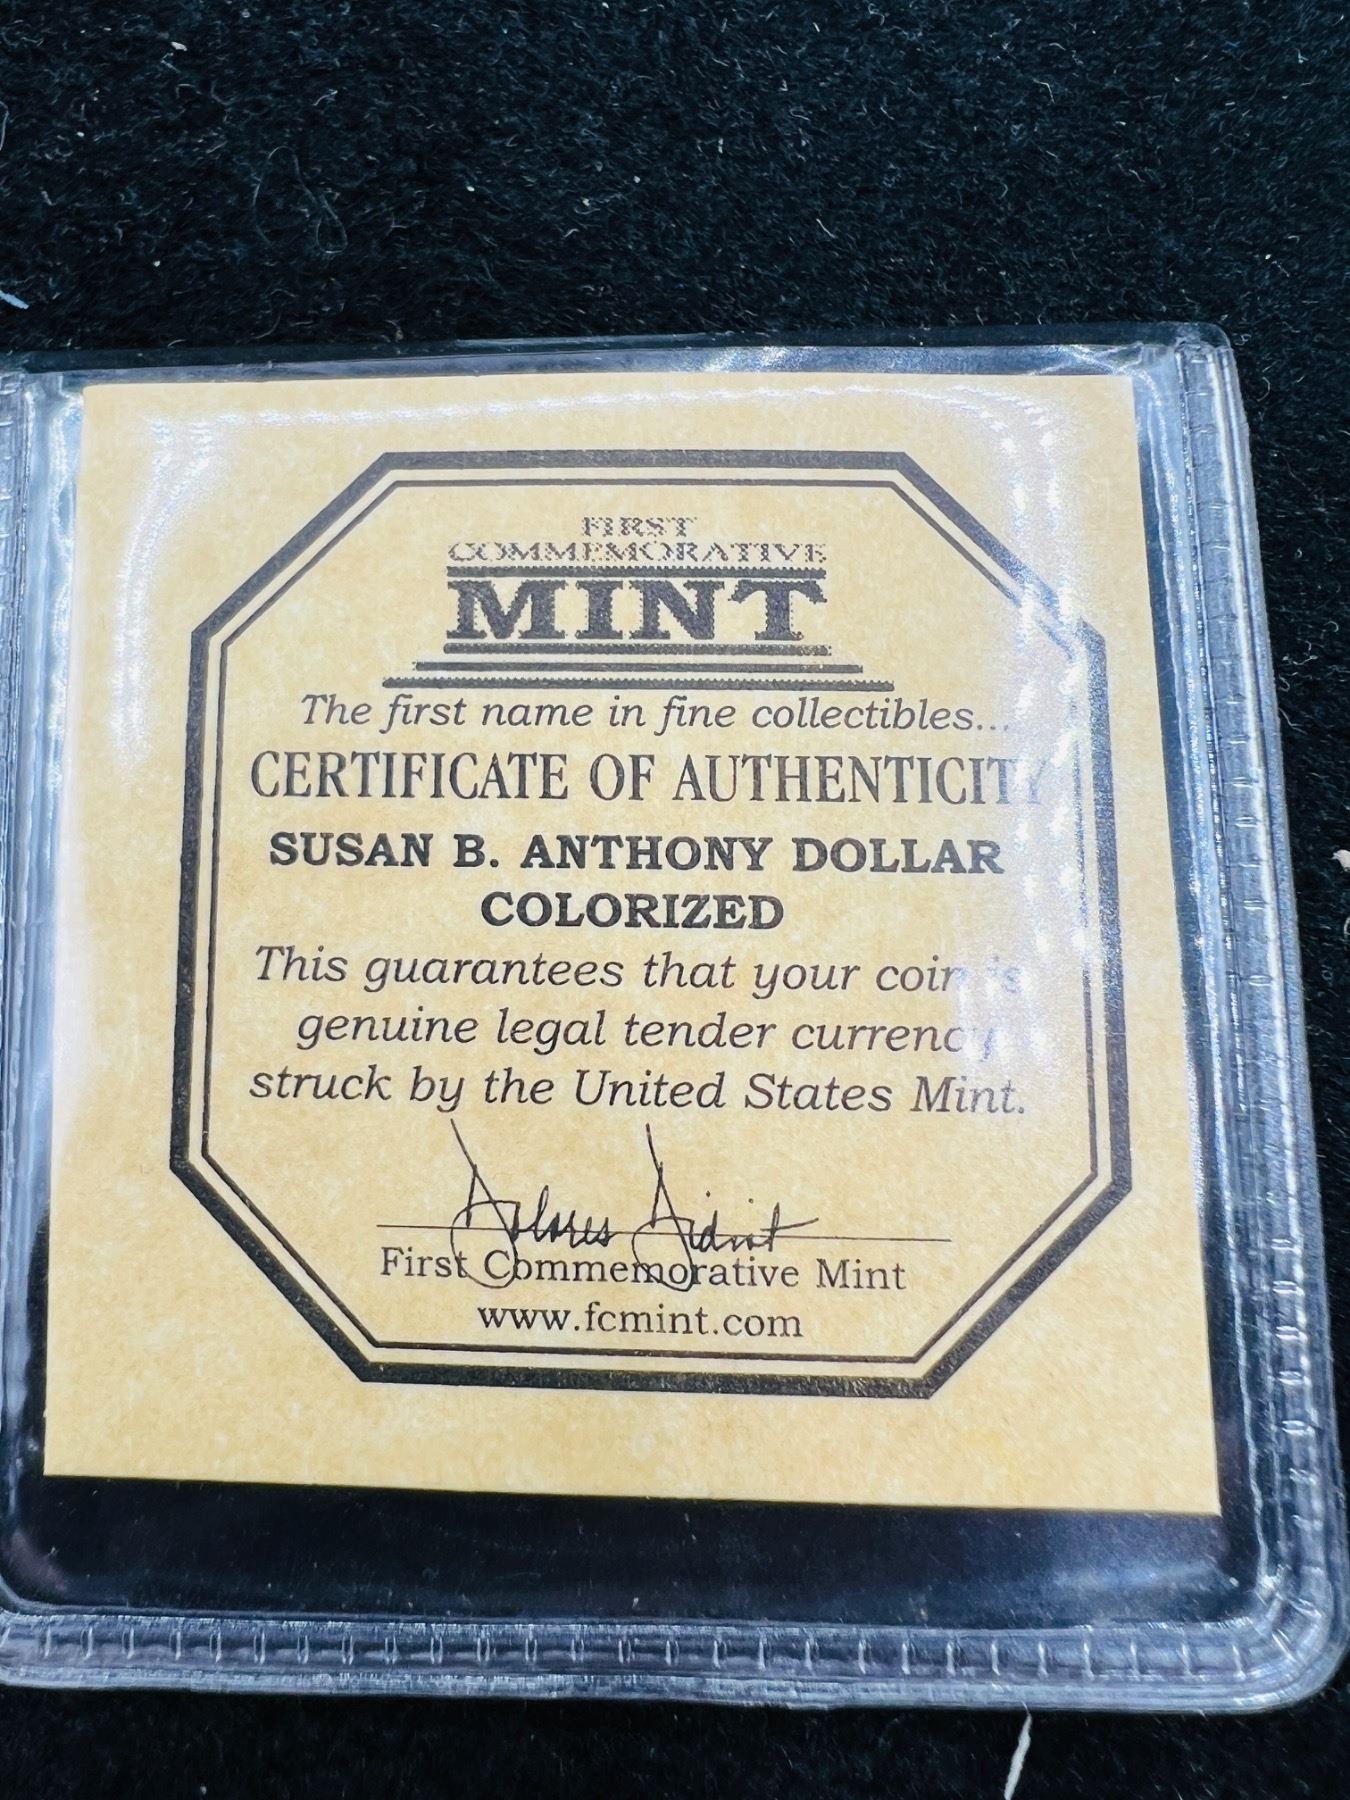 FIRST
COMMEMORATIVE
MINT
The first name in fine collectibles...
CERTIFICATE OF AUTHENTICITY
SUSAN B. ANTHONY DOLLAR
COLORIZED
This guarantees that your coin is
genuine legal tender currency
struck by the United States Mint.
First Commemorative Mint
www.fcmint.com